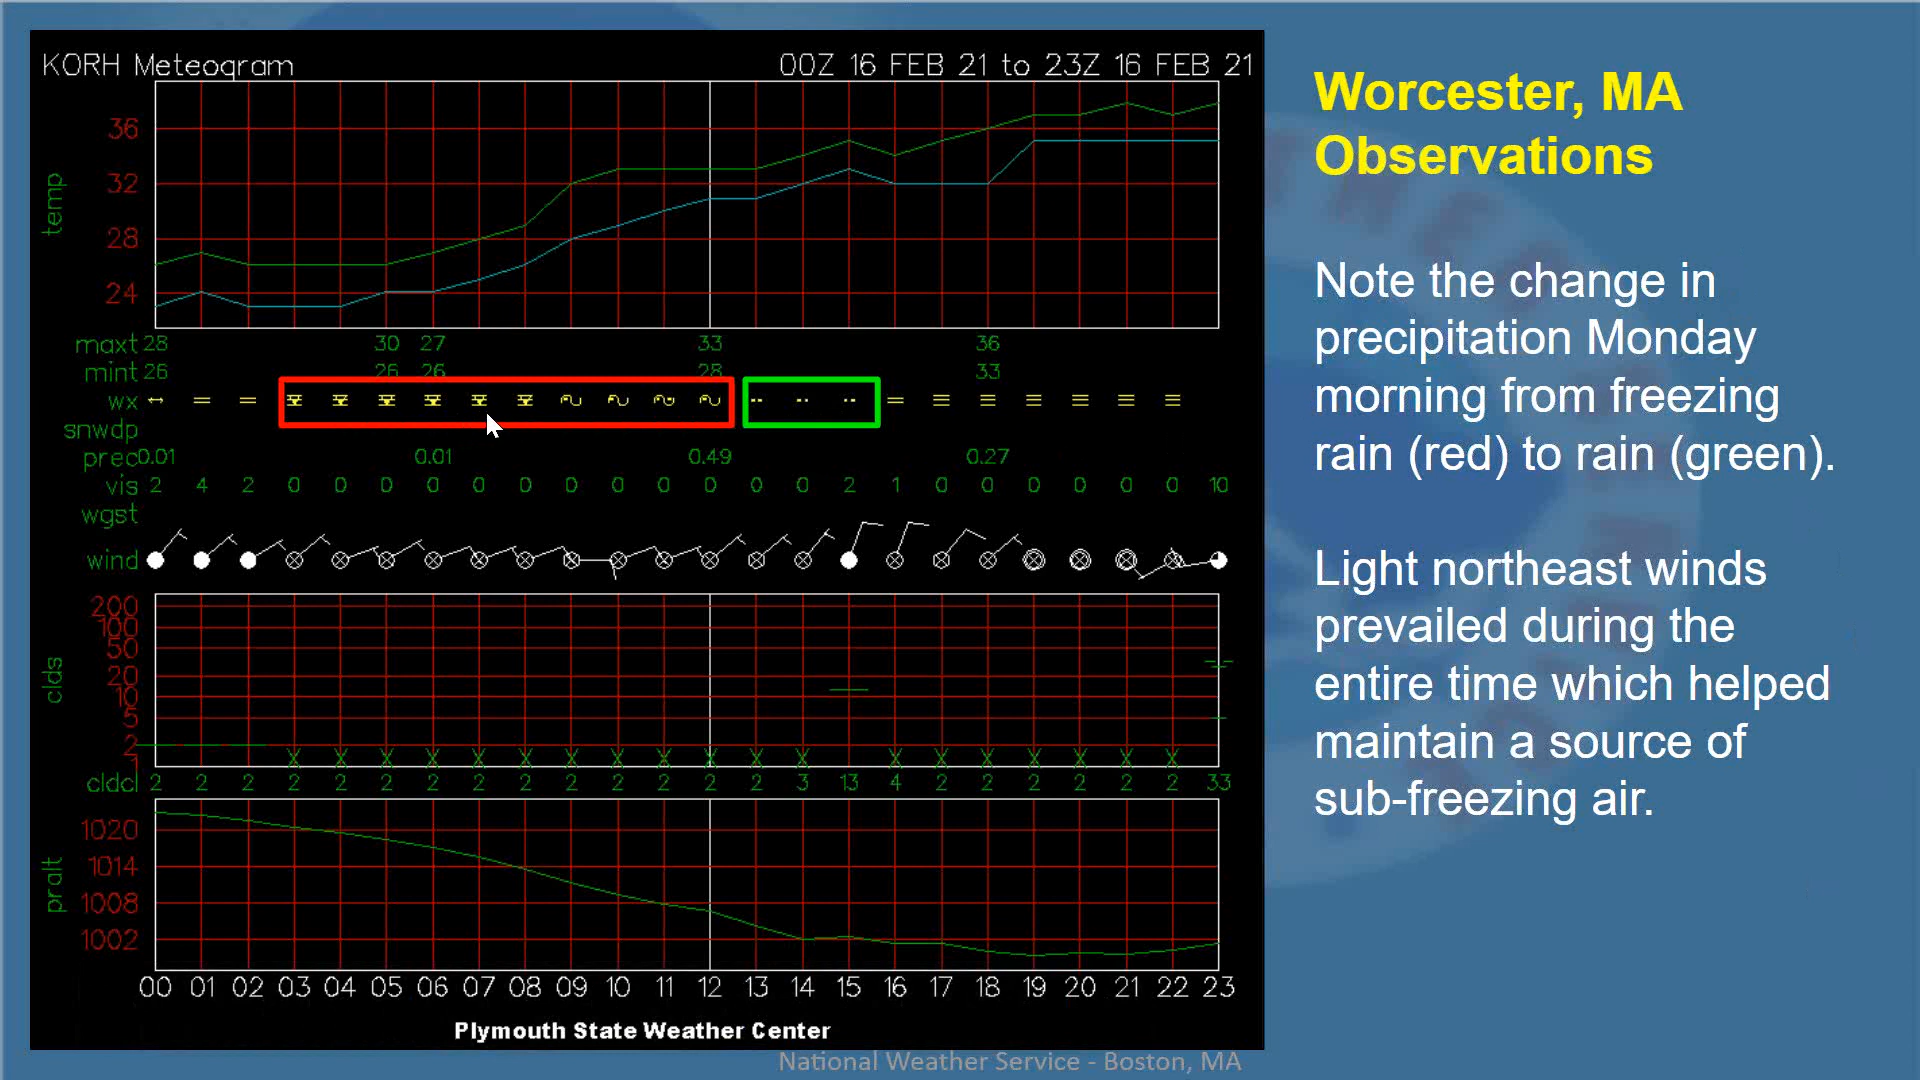 KORH Meteogram
00Z 16 FEB 21 to 23Z 16 FEB 21
temp
36
32
28
24
maxt 28 30 27 33 36
mint 26 26 26 28 33
wx
snwdp
prec 0.01 0.01 0.49 0.27
vis 2 4 2 0 0 0 0 0 0 0 0 0 0 0 0 2 1 0 0 0 0 0 0 10
wgst
wind
clds
200
100
50
20
10
5
2
1
cldcl 2 2 2 2 2 2 2 2 2 2 2 2 2 2 3 13 4 2 2 2 2 2 2 33
pralt
1020
1014
1008
1002
00 01 02 03 04 05 06 07 08 09 10 11 12 13 14 15 16 17 18 19 20 21 22 23
Plymouth State Weather Center
Worcester, MA
Observations
Note the change in
precipitation Monday
morning from freezing
rain (red) to rain (green).
Light northeast winds
prevailed during the
entire time which helped
maintain a source of
sub-freezing air.
National Weather Service - Boston, MA